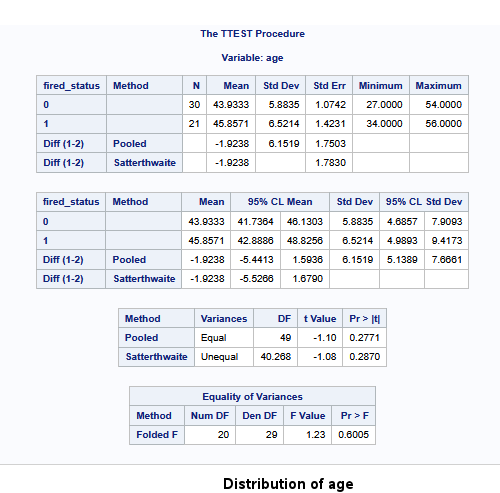 The TTEST Procedure
Variable: age
fired_status Method N Mean Std Dev Std Err Minimum Maximum
0 30 43.9333 5.8835 1.0742 27.0000 54.0000
1 21 45.8571 6.5214 1.4231 34.0000 56.0000
Diff (1-2) Pooled -1.9238 6.1519 1.7503
Diff (1-2) Satterthwaite -1.9238 1.7830
fired_status Method Mean 95% CL Mean Std Dev 95% CL Std Dev
0 43.9333 41.7364 46.1303 5.8835 4.6857 7.9093
1 45.8571 42.8886 48.8256 6.5214 4.9893 9.4173
Diff (1-2) Pooled -1.9238 -5.4413 1.5936 6.1519 5.1389 7.6661
Diff (1-2) Satterthwaite -1.9238 -5.5266 1.6790
Method Variances DF t Value Pr > |t|
Pooled Equal 49 -1.10 0.2771
Satterthwaite Unequal 40.268 -1.08 0.2870
Equality of Variances
Method Num DF Den DF F Value Pr > F
Folded F 20 29 1.23 0.6005
Distribution of age